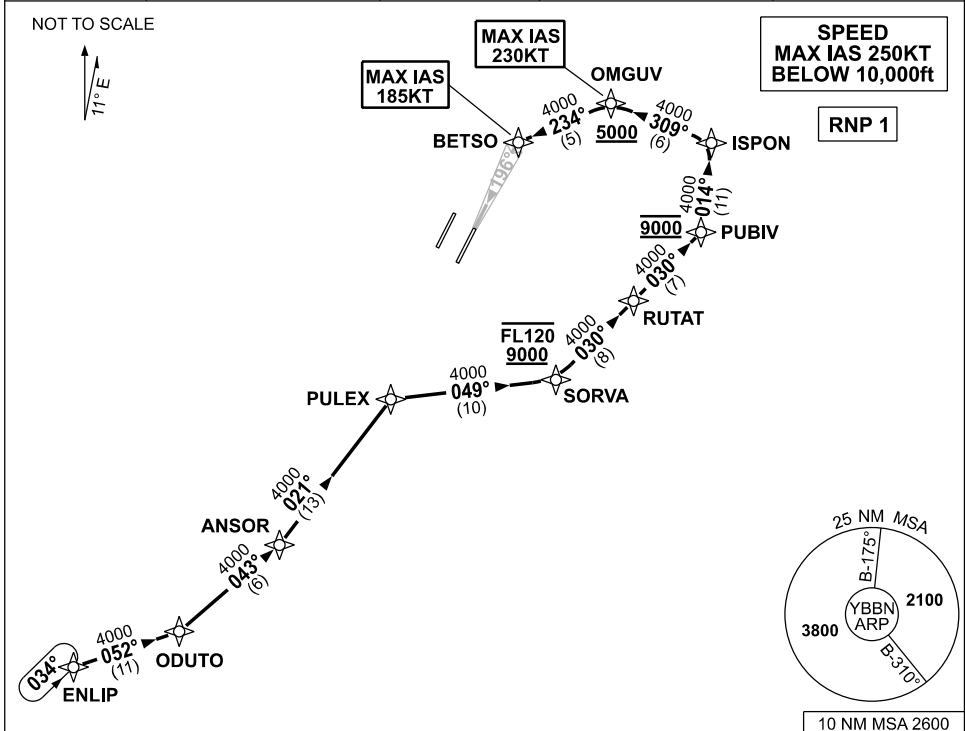 NOT TO SCALE
11° E
MAX IAS
230KT
SPEED
MAX IAS 250KT
BELOW 10,000ft
RNP 1
MAX IAS
185KT
OMGUV
BETSO
4000
234°
(5)
5000
4000
309°
(6)
ISPON
196°
4000
014°
(11)
9000
PUBIV
4000
030°
(7)
RUTAT
FL120
9000
4000
030°
(8)
SORVA
PULEX
4000
049°
(10)
4000
021°
(13)
ANSOR
4000
043°
(6)
ODUTO
4000
052°
(11)
034°
ENLIP
25 NM MSA
B-175°
YBBN
ARP
2100
3800
B-310°
10 NM MSA 2600